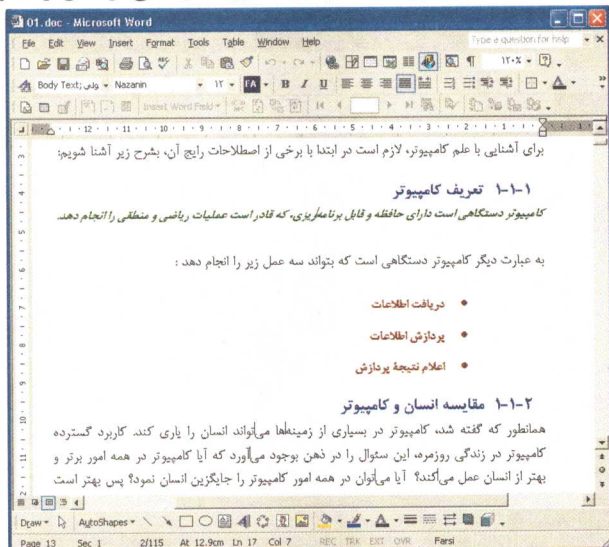 01.doc - Microsoft Word
File Edit View Insert Format Tools Table Window Help
Type a question for help
۱۲۰%
Body Text; ولي
Nazanin
۱۲
FA
B I U
Insert Word Field
برای آشنایی با علم کامپیوتر، لازم است در ابتدا با برخی از اصطلاحات رایج آن، بشرح زیر آشنا شویم:
۱-۱-۱ تعریف کامپیوتر
کامپیوتر دستگاهی است دارای حافظه و قابل برنامه‌ریزی، که قادر است عملیات ریاضی و منطقی را انجام دهد.
به عبارت دیگر کامپیوتر دستگاهی است که بتواند سه عمل زیر را انجام دهد :
• دریافت اطلاعات
• پردازش اطلاعات
• اعلام نتیجهٔ پردازش
۱-۱-۲ مقایسه انسان و کامپیوتر
همانطور که گفته شد، کامپیوتر در بسیاری از زمینه‌ها می‌تواند انسان را یاری کند. کاربرد گسترده
کامپیوتر در زندگی روزمره، این سئوال را در ذهن بوجود می‌آورد که آیا کامپیوتر در همه امور برتر و
بهتر از انسان عمل می‌کند؟ آیا می‌توان در همه امور کامپیوتر را جایگزین انسان نمود؟ پس بهتر است
Draw AutoShapes
Page 13 Sec 1 2/115 At 12.9cm Ln 17 Col 7 REC TRK EXT OVR Farsi